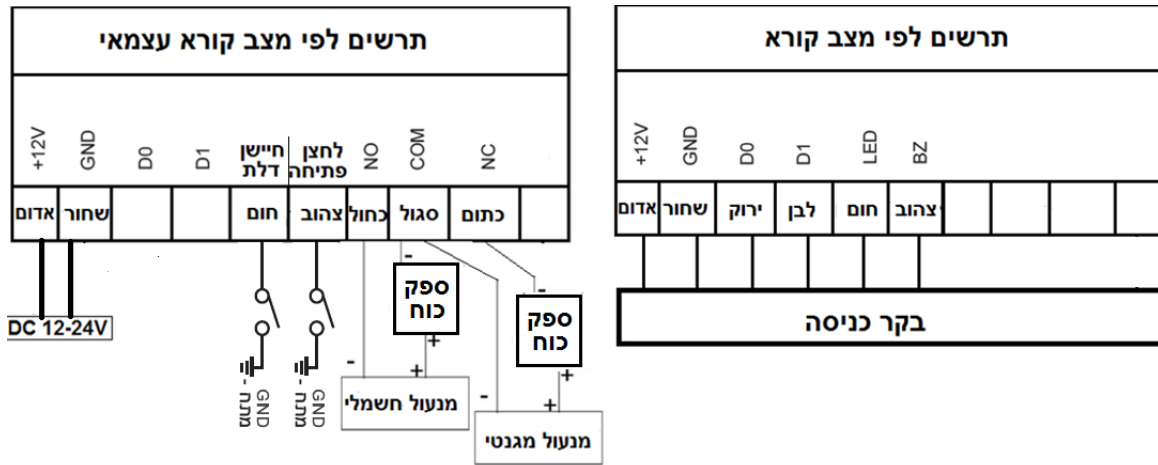 תרשים לפי מצב קורא עצמאי
+12V
GND
D0
D1
חיישן
דלת
לחצן
פתיחה
NO
COM
NC
אדום
שחור
חום
צהוב
כחול
סגול
כתום
DC 12-24V
GND
מתח -
GND
מתח -
-
ספק
כוח
+
-
ספק
כוח
+
-
+
מנעול חשמלי
-
+
מנעול מגנטי
תרשים לפי מצב קורא
+12V
GND
D0
D1
LED
BZ
אדום
שחור
ירוק
לבן
חום
צהוב
בקר כניסה